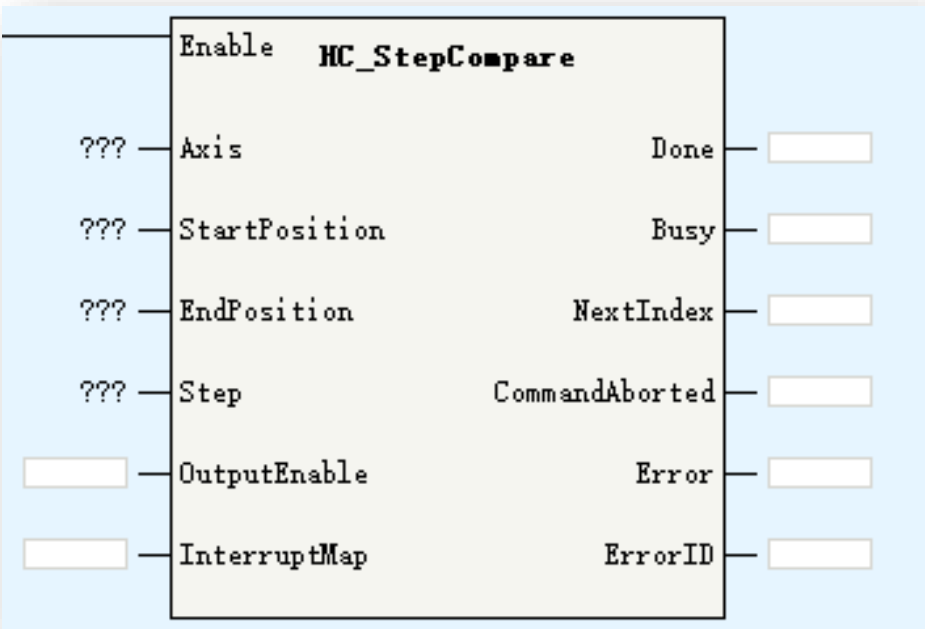 Enable HC_StepCompare
??? Axis Done
??? StartPosition Busy
??? EndPosition NextIndex
??? Step CommandAborted
OutputEnable Error
InterruptMap ErrorID